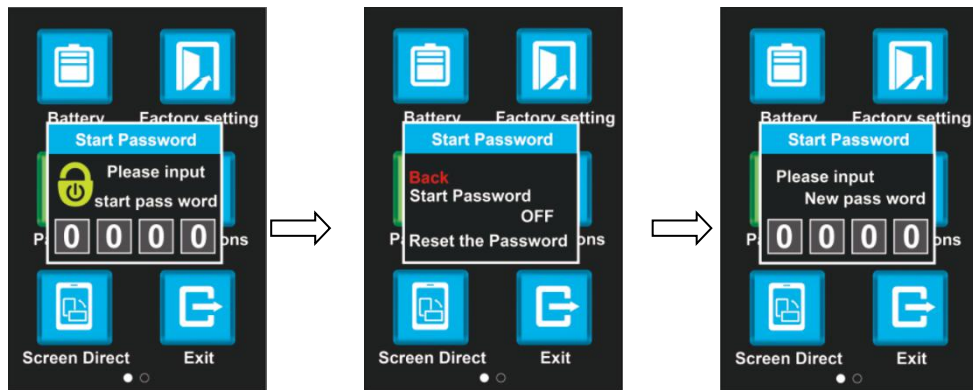 Battery
Factory setting
Start Password
Please input
start pass word
0 0 0 0
Screen Direct
Exit
Battery
Factory setting
Start Password
Back
Start Password
OFF
Reset the Password
ons
Screen Direct
Exit
Battery
Factory setting
Start Password
Please input
New pass word
0 0 0 0
ons
Screen Direct
Exit